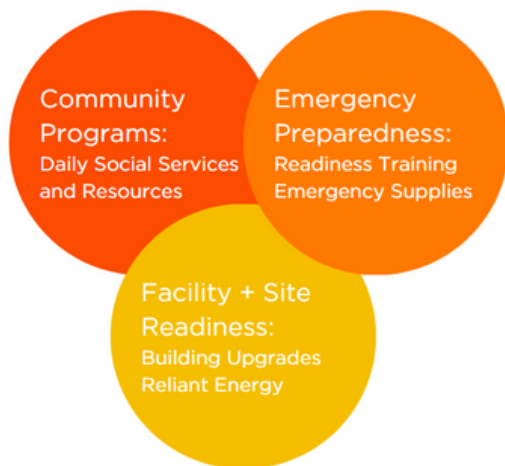 Community
Programs:
Daily Social Services
and Resources
Emergency
Preparedness:
Readiness Training
Emergency Supplies
Facility + Site
Readiness:
Building Upgrades
Reliant Energy